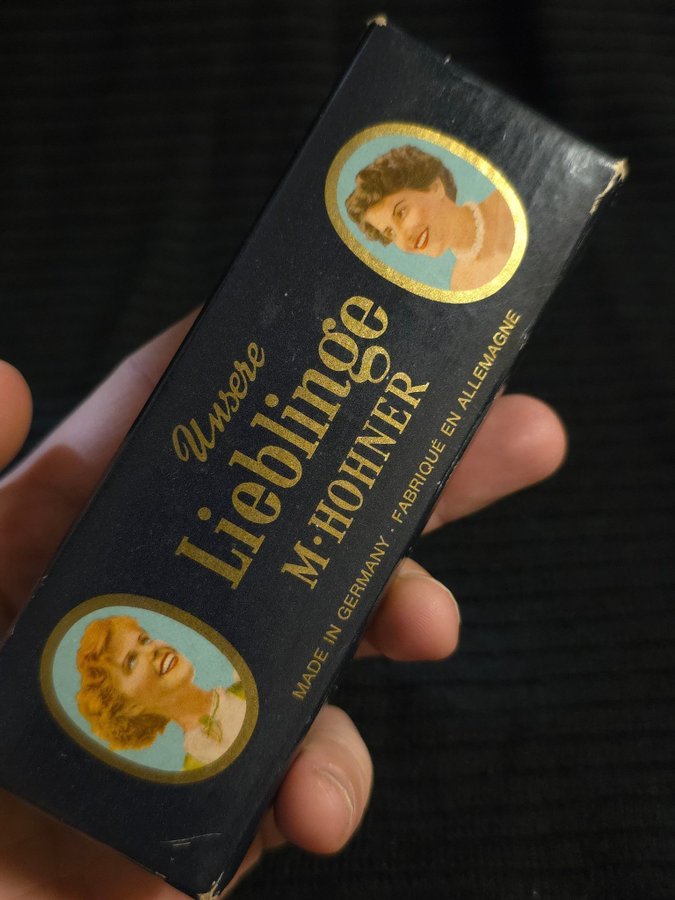 Unsere
Lieblinge
M·HOHNER
MADE IN GERMANY · FABRIQUÉ EN ALLEMAGNE